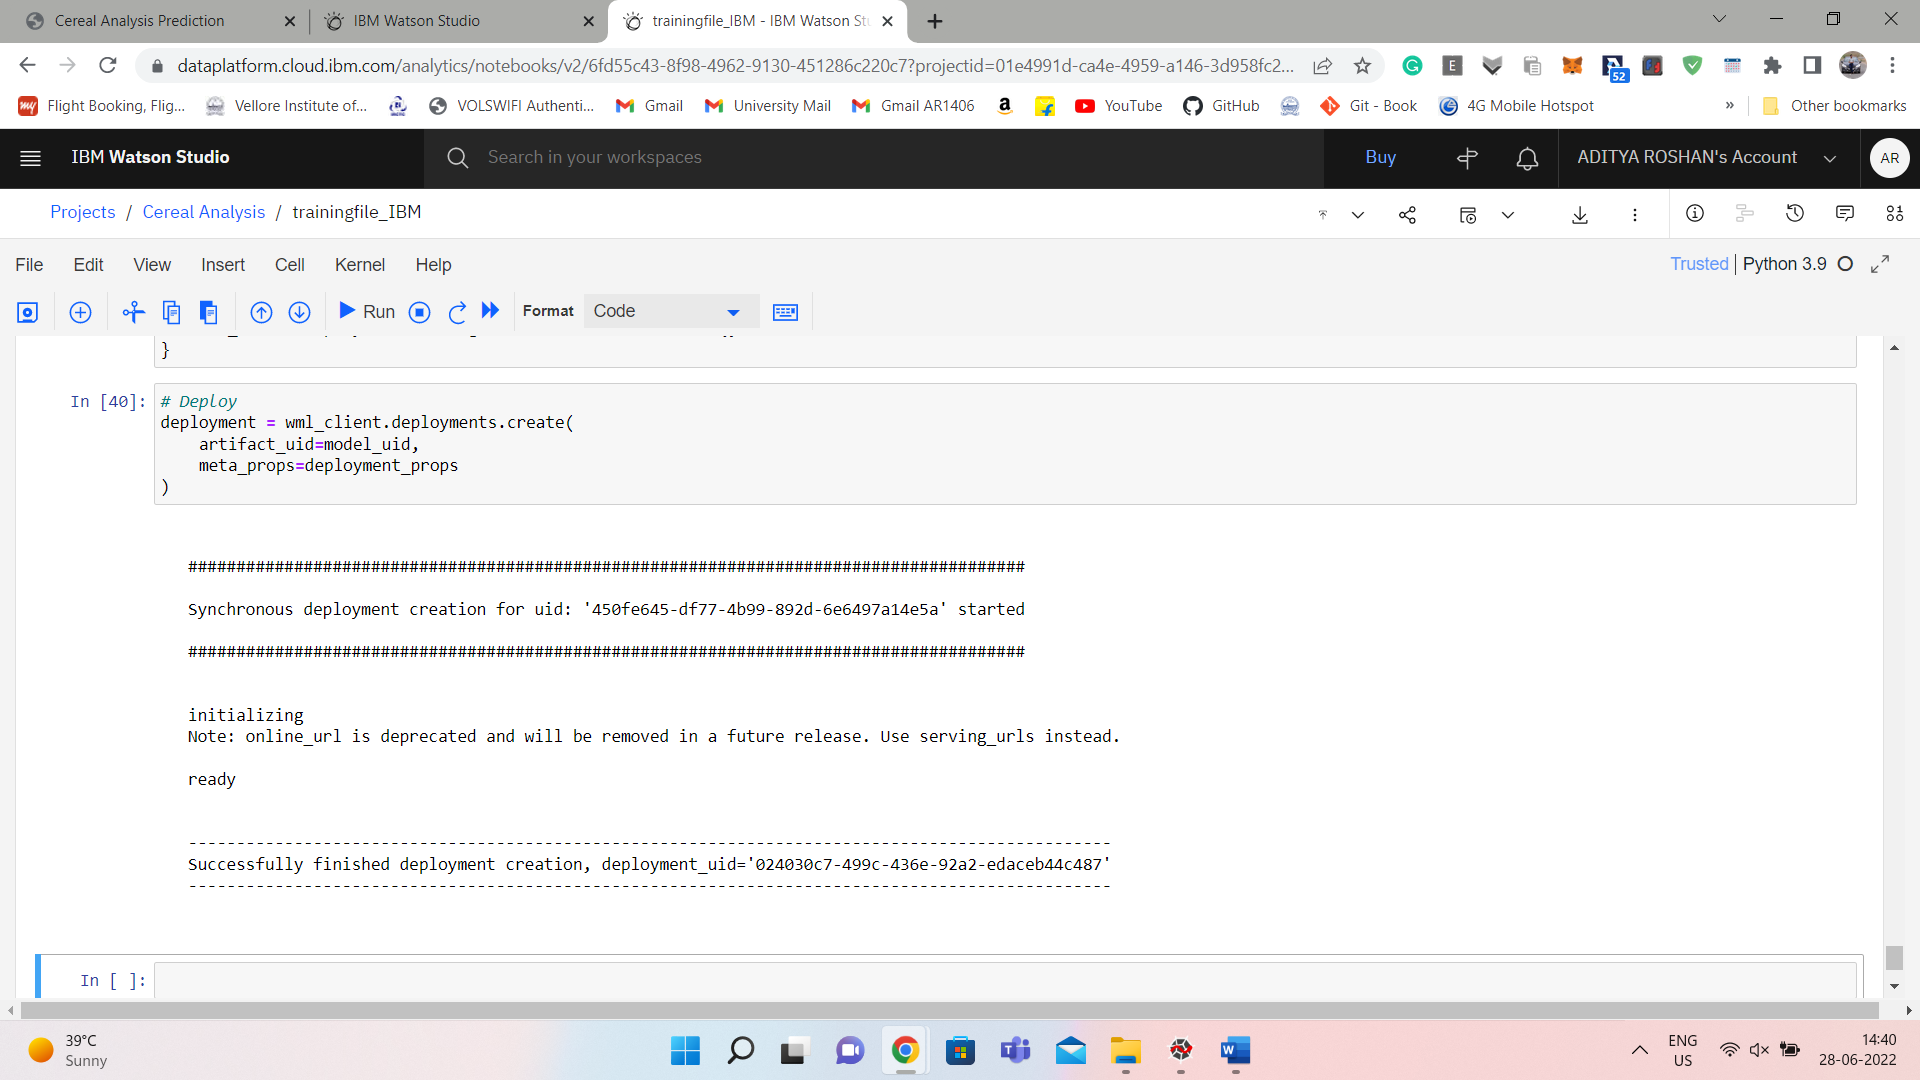 Cereal Analysis Prediction
IBM Watson Studio
trainingfile_IBM - IBM Watson Stu
dataplatform.cloud.ibm.com/analytics/notebooks/v2/6fd55c43-8f98-4962-9130-451286c220c7?projectid=01e4991d-ca4e-4959-a146-3d958fc2...
E
52
my
Flight Booking, Flig...
Vellore Institute of...
VOLSWIFI Authenti...
Gmail
University Mail
Gmail AR1406
a
YouTube
GitHub
Git - Book
4G Mobile Hotspot
»
Other bookmarks
IBM Watson Studio
Search in your workspaces
Buy
ADITYA ROSHAN's Account
AR
Projects / Cereal Analysis / trainingfile_IBM
File Edit View Insert Cell Kernel Help
Trusted | Python 3.9
Run
Format
Code
}
In [40]:
# Deploy
deployment = wml_client.deployments.create(
artifact_uid=model_uid,
meta_props=deployment_props
)
#######################################################################################
Synchronous deployment creation for uid: '450fe645-df77-4b99-892d-6e6497a14e5a' started
#######################################################################################
initializing
Note: online_url is deprecated and will be removed in a future release. Use serving_urls instead.
ready
------------------------------------------------------------------------------------------------
Successfully finished deployment creation, deployment_uid='024030c7-499c-436e-92a2-edaceb44c487'
------------------------------------------------------------------------------------------------
In [ ]:
39°C
Sunny
ENG
US
14:40
28-06-2022